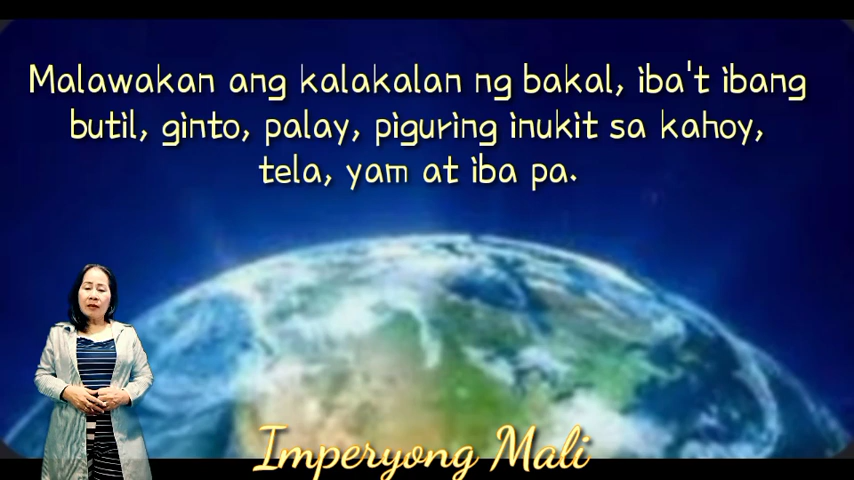 Malawakan ang kalakalan ng bakal, iba't ibang
butil, ginto, palay, piguring inukit sa kahoy,
tela, yam at iba pa.
Imperyong Mali